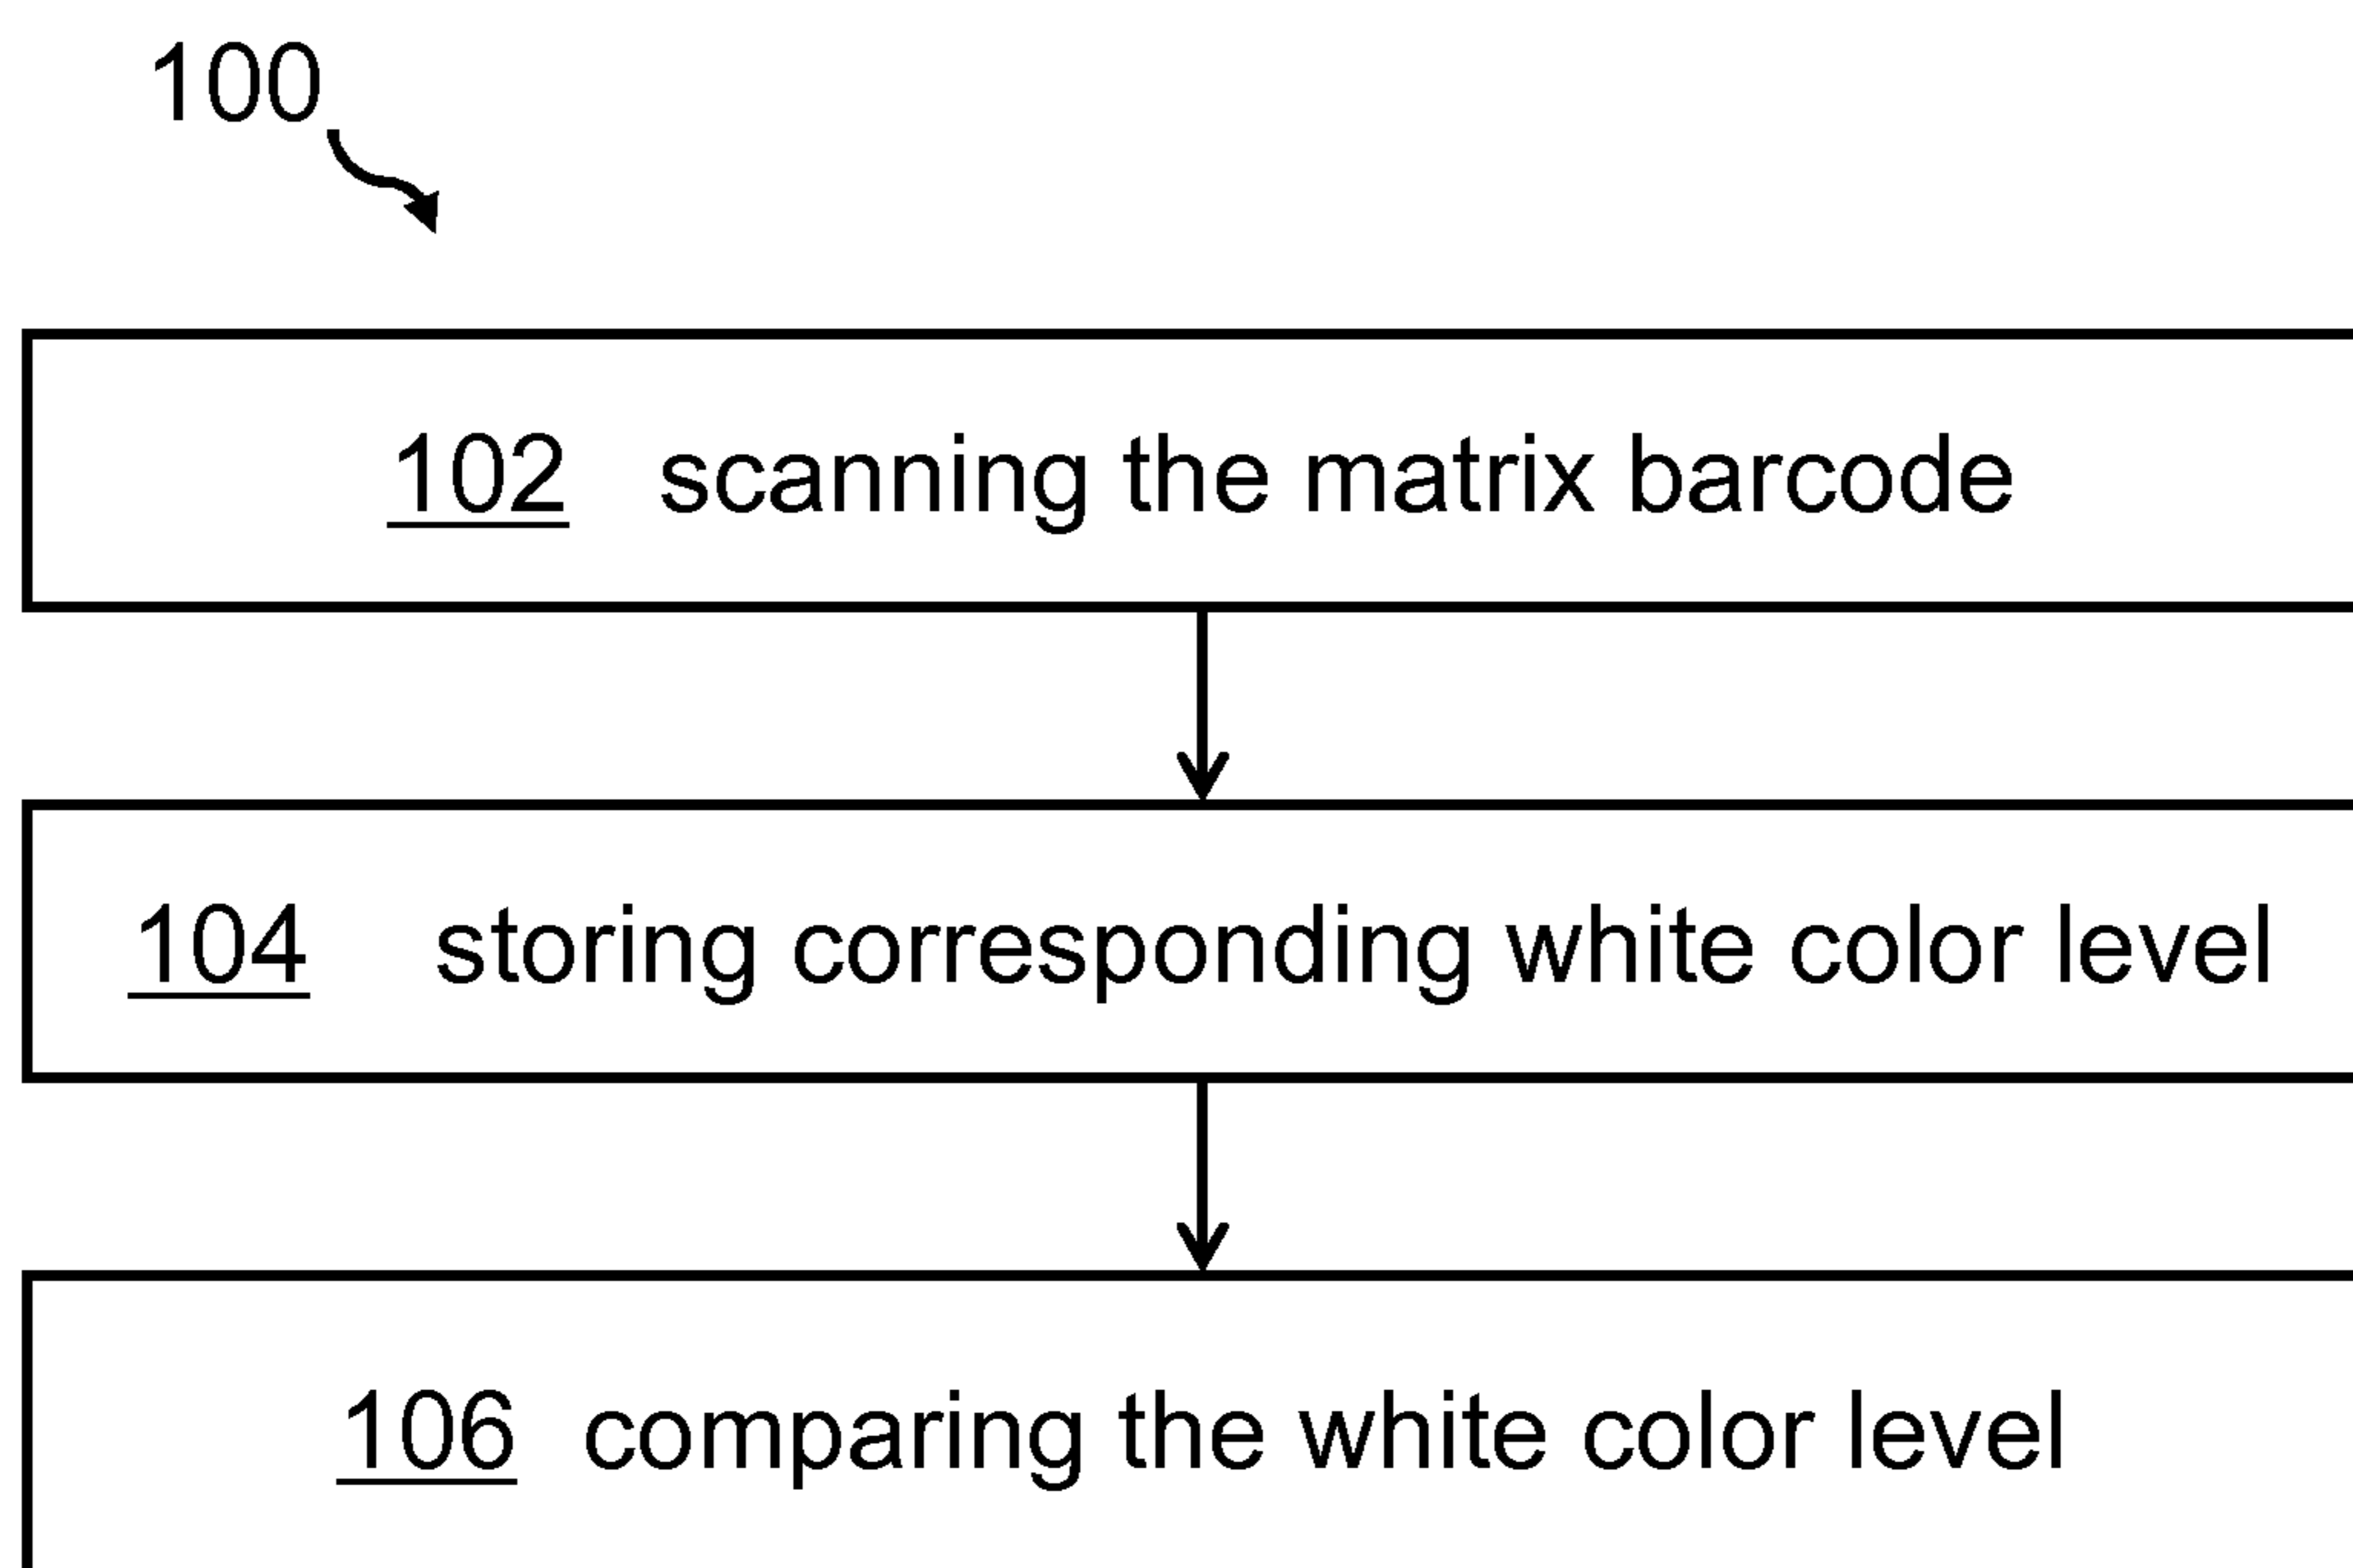 100
102 scanning the matrix barcode
104 storing corresponding white color level
106 comparing the white color level